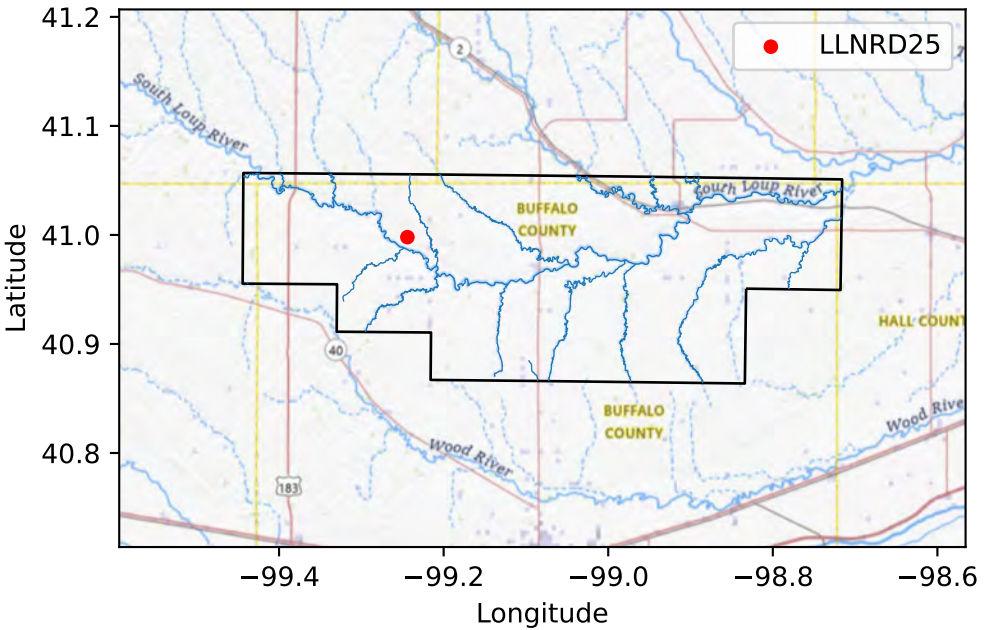 41.2
41.1
41.0
40.9
40.8
Latitude
−99.4
−99.2
−99.0
−98.8
−98.6
Longitude
LLNRD25
2
South Loup River
South Loup River
BUFFALO
COUNTY
HALL COUNT
40
BUFFALO
COUNTY
Wood River
Wood Rive
183